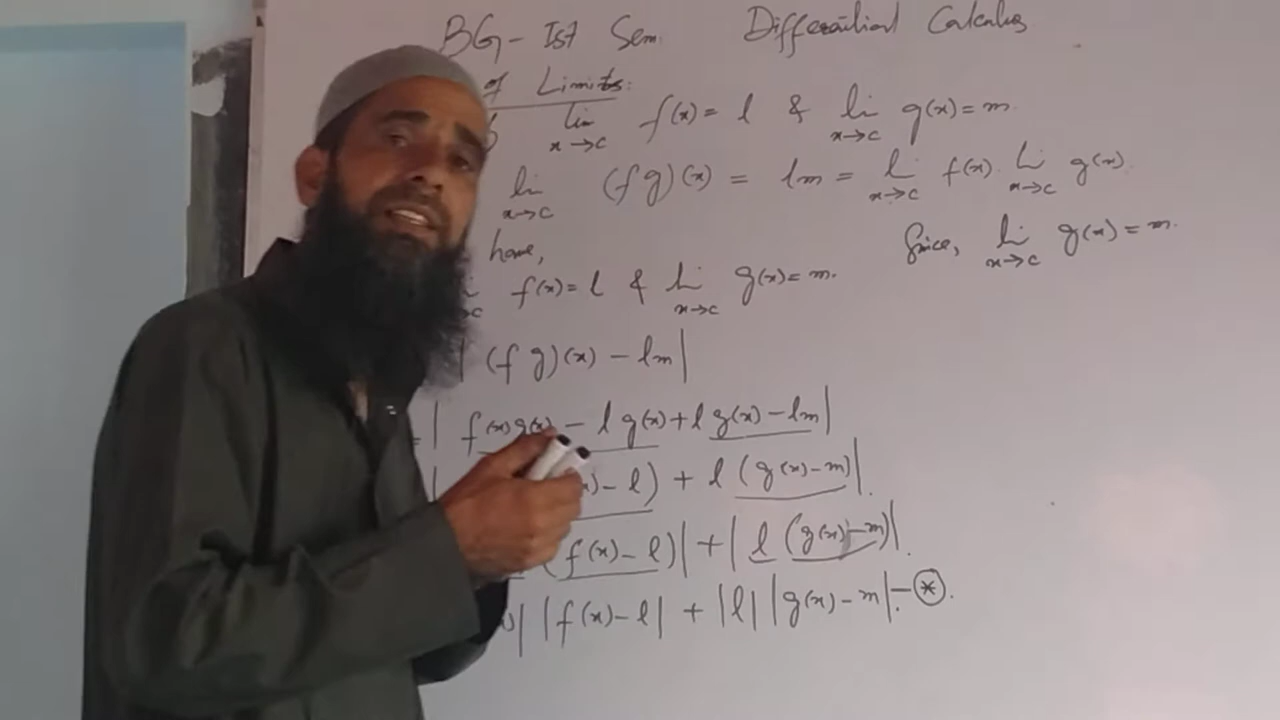 BG - Ist Sem. Differential Calculus
of Limits:
lim x→c f(x) = l & lim x→c g(x) = m
lim x→c (fg)(x) = lm = lim x→c f(x). lim x→c g(x).
have, Since, lim x→c g(x) = m.
f(x) = l & lim x→c g(x) = m.
| (fg)(x) - lm|
= | f(x)g(x) - l g(x) + l g(x) - lm|
- l) + l (g(x) - m)|.
(f(x) - l)| + | l (g(x) - m)|.
| |f(x) - l| + |l| |g(x) - m| - ⊛.